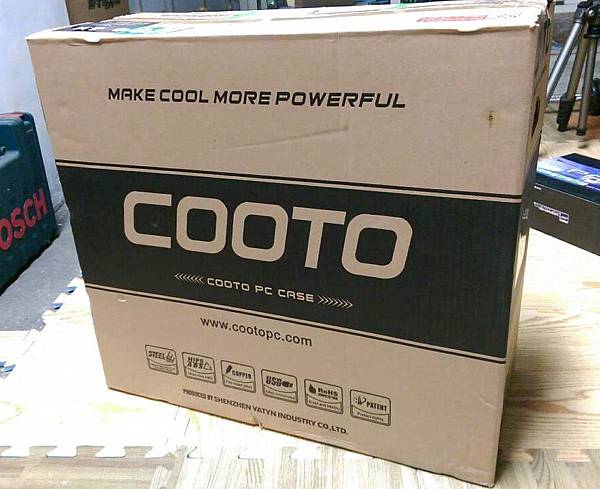 MAKE COOL MORE POWERFUL
COOTO
<<<<<< COOTO PC CASE >>>>>>
www.cootopc.com
STEEL
HIPS ABS
COPPER
USB
RoHS
PATENT
PRODUCED BY SHENZHEN VATYN INDUSTRY CO.,LTD.
BOSCH